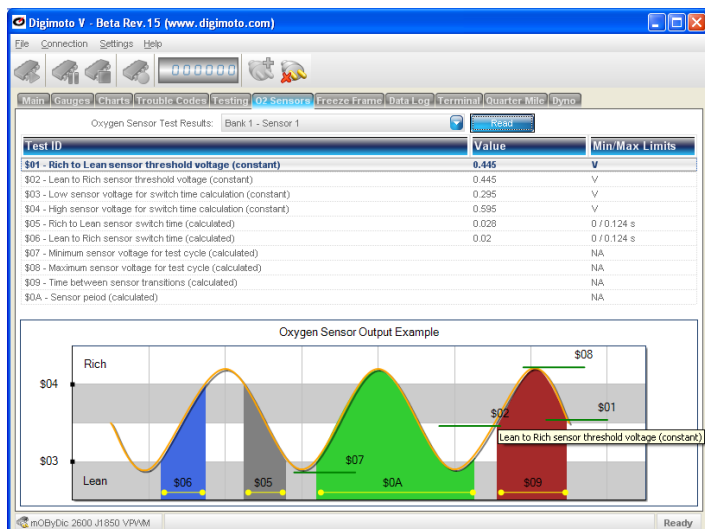 Digimoto V - Beta Rev.15 (www.digimoto.com)
File Connection Settings Help
000000
Main Gauges Charts Trouble Codes Testing O2 Sensors Freeze Frame Data Log Terminal Quarter Mile Dyno
Oxygen Sensor Test Results: Bank 1 - Sensor 1 Read
Test ID Value Min/Max Limits
$01 - Rich to Lean sensor threshold voltage (constant) 0.445 V
$02 - Lean to Rich sensor threshold voltage (constant) 0.445 V
$03 - Low sensor voltage for switch time calculation (constant) 0.295 V
$04 - High sensor voltage for switch time calculation (constant) 0.595 V
$05 - Rich to Lean sensor switch time (calculated) 0.028 0 / 0.124 s
$06 - Lean to Rich sensor switch time (calculated) 0.02 0 / 0.124 s
$07 - Minimum sensor voltage for test cycle (calculated) NA
$08 - Maximum sensor voltage for test cycle (calculated) NA
$09 - Time between sensor transitions (calculated) NA
$0A - Sensor peiod (calculated) NA
Oxygen Sensor Output Example
Rich $08
$04
$02 $01
Lean to Rich sensor threshold voltage (constant)
$03 $07
Lean $06 $05 $0A $09
mOByDic 2600 J1850 VPWM Ready